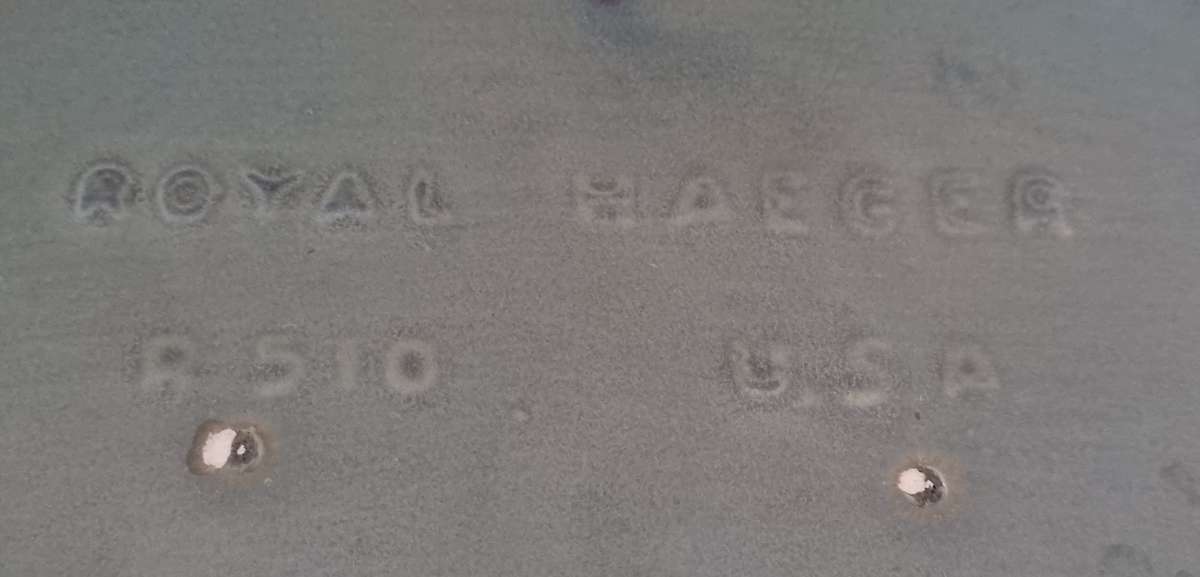 ROYAL HAEGER
R 510 U.S A